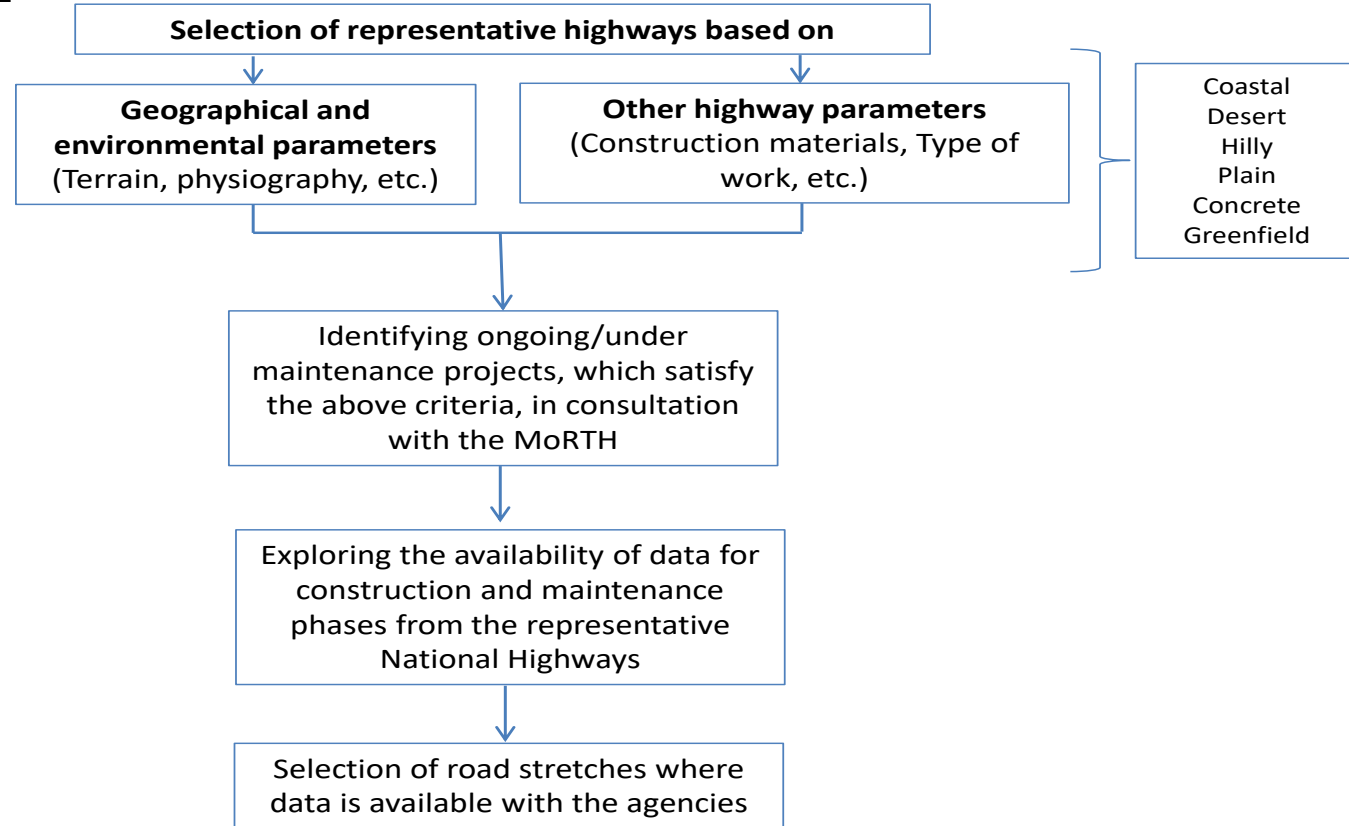 Selection of representative highways based on
Geographical and
environmental parameters
(Terrain, physiography, etc.)
Other highway parameters
(Construction materials, Type of
work, etc.)
Coastal
Desert
Hilly
Plain
Concrete
Greenfield
Identifying ongoing/under
maintenance projects, which satisfy
the above criteria, in consultation
with the MoRTH
Exploring the availability of data for
construction and maintenance
phases from the representative
National Highways
Selection of road stretches where
data is available with the agencies